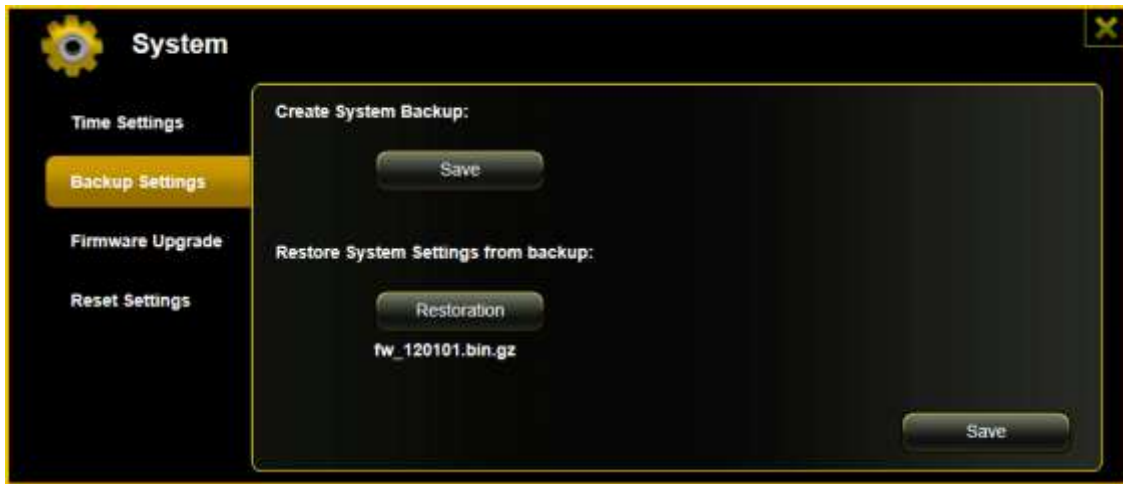 System
Time Settings
Backup Settings
Firmware Upgrade
Reset Settings
Create System Backup:
Save
Restore System Settings from backup:
Restoration
fw_120101.bin.gz
Save